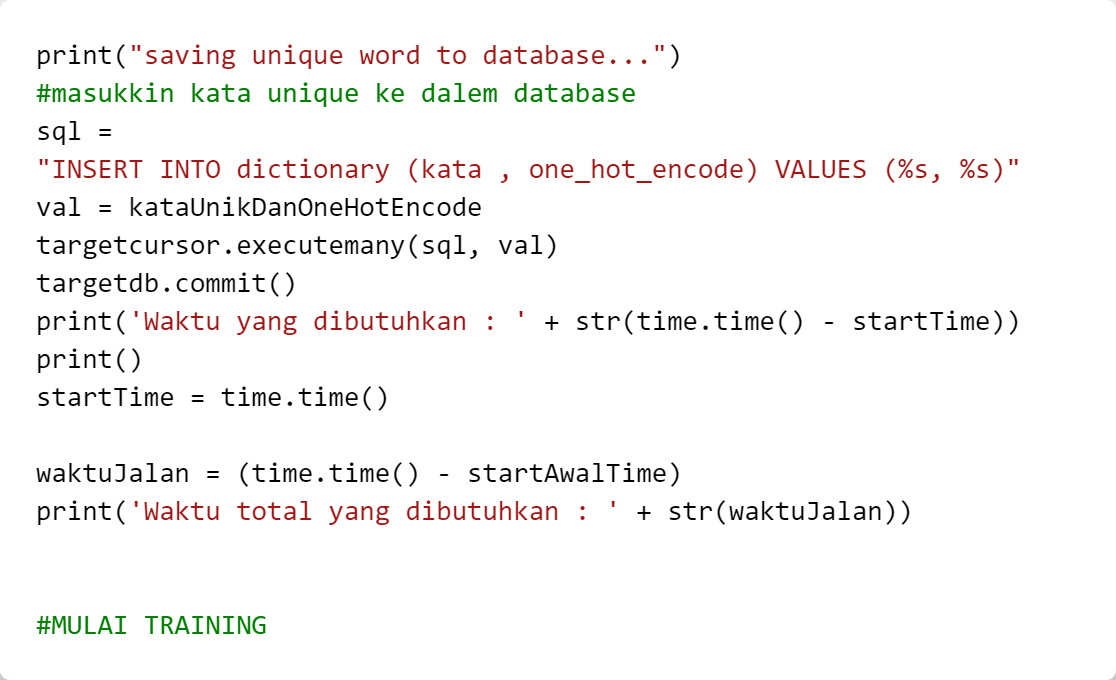 print("saving unique word to database...")
#masukkin kata unique ke dalem database
sql =
"INSERT INTO dictionary (kata , one_hot_encode) VALUES (%s, %s)"
val = kataUnikDanOneHotEncode
targetcursor.executemany(sql, val)
targetdb.commit()
print('Waktu yang dibutuhkan : ' + str(time.time() - startTime))
print()
startTime = time.time()
waktuJalan = (time.time() - startAwalTime)
print('Waktu total yang dibutuhkan : ' + str(waktuJalan))
#MULAI TRAINING